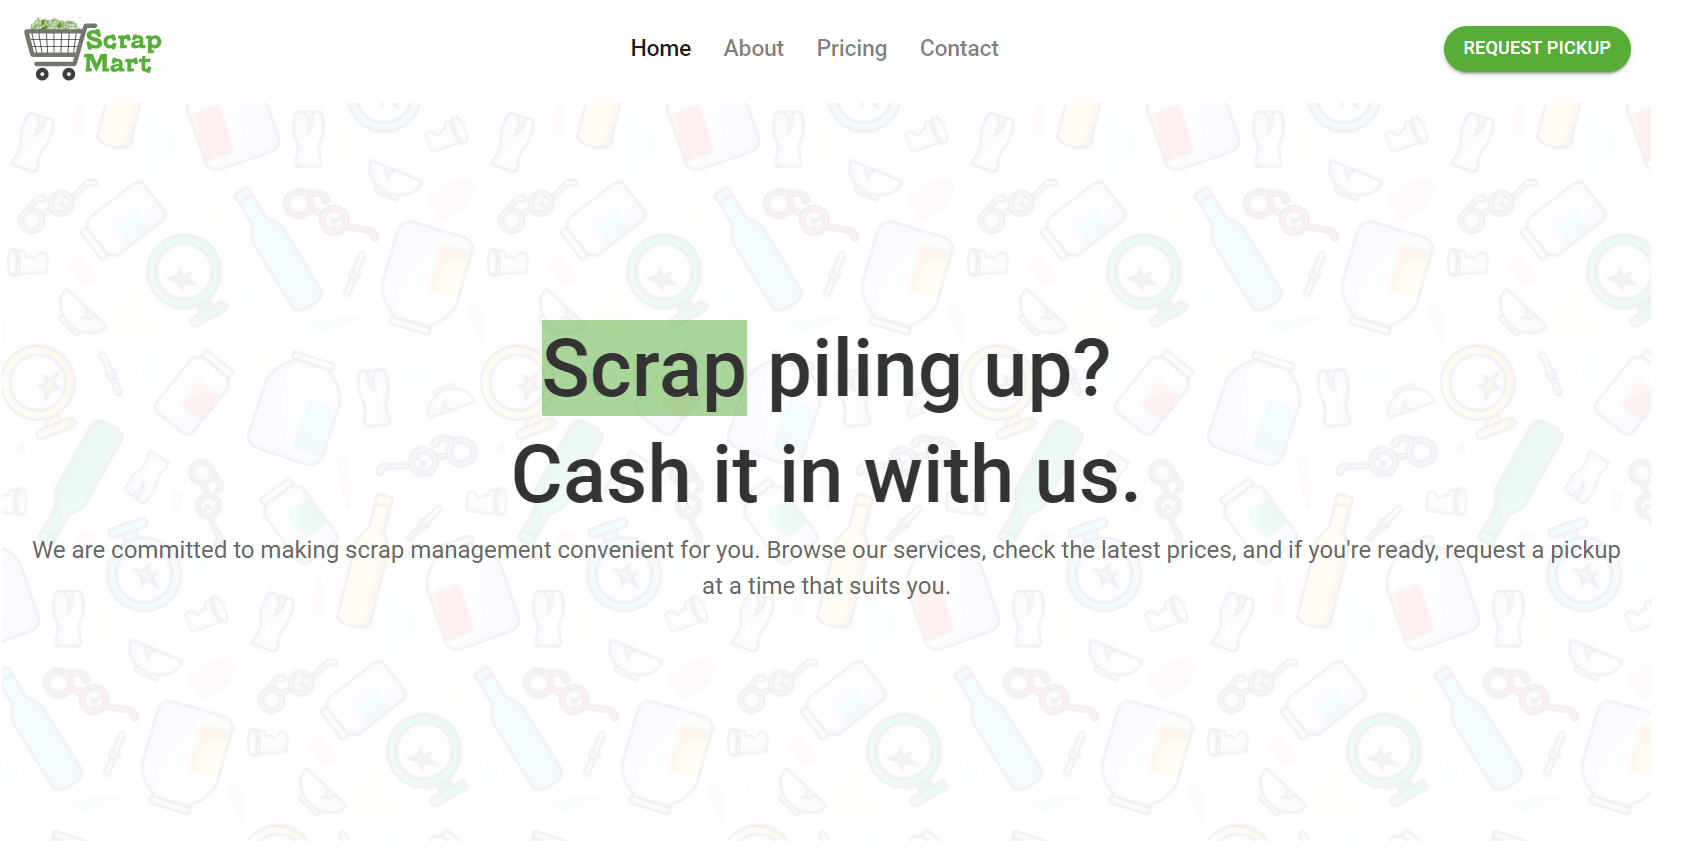 Scrap
Mart
Home About Pricing Contact
REQUEST PICKUP
Scrap piling up?
Cash it in with us.
We are committed to making scrap management convenient for you. Browse our services, check the latest prices, and if you're ready, request a pickup
at a time that suits you.